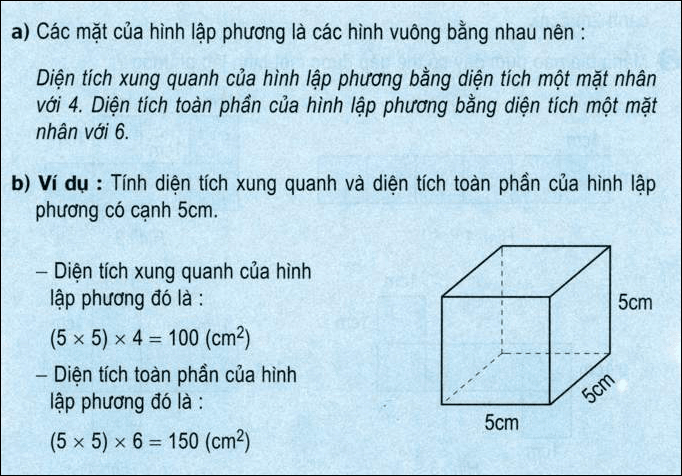 a) Các mặt của hình lập phương là các hình vuông bằng nhau nên :
Diện tích xung quanh của hình lập phương bằng diện tích một mặt nhân
với 4. Diện tích toàn phần của hình lập phương bằng diện tích một mặt
nhân với 6.
b) Ví dụ : Tính diện tích xung quanh và diện tích toàn phần của hình lập
phương có cạnh 5cm.
– Diện tích xung quanh của hình
lập phương đó là :
(5 × 5) × 4 = 100 (cm²)
– Diện tích toàn phần của hình
lập phương đó là :
(5 × 5) × 6 = 150 (cm²)
5cm
5cm
5cm